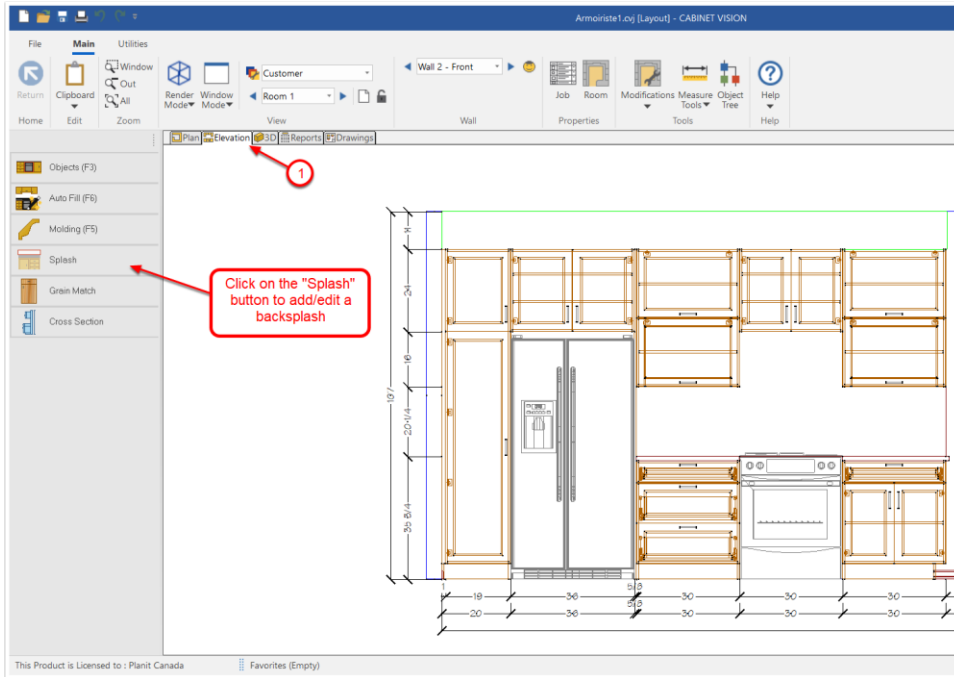 Armoiriste1.cvj [Layout] - CABINET VISION
File Main Utilities
Return Clipboard Window Out All Render Mode Window Mode Customer Room 1 Wall 2 - Front Job Room Modifications Measure Tools Object Tree Help
Home Edit Zoom View Wall Properties Tools Help
Plan Elevation 3D Reports Drawings
1
Objects (F3)
Auto Fill (F6)
Molding (F5)
Splash
Grain Match
Cross Section
Click on the "Splash"
button to add/edit a
backsplash
24
16
20-1/4
1 19 36 5/8 30 30 30
20 36 5/8 30 30 30
This Product is Licensed to : Planit Canada Favorites (Empty)